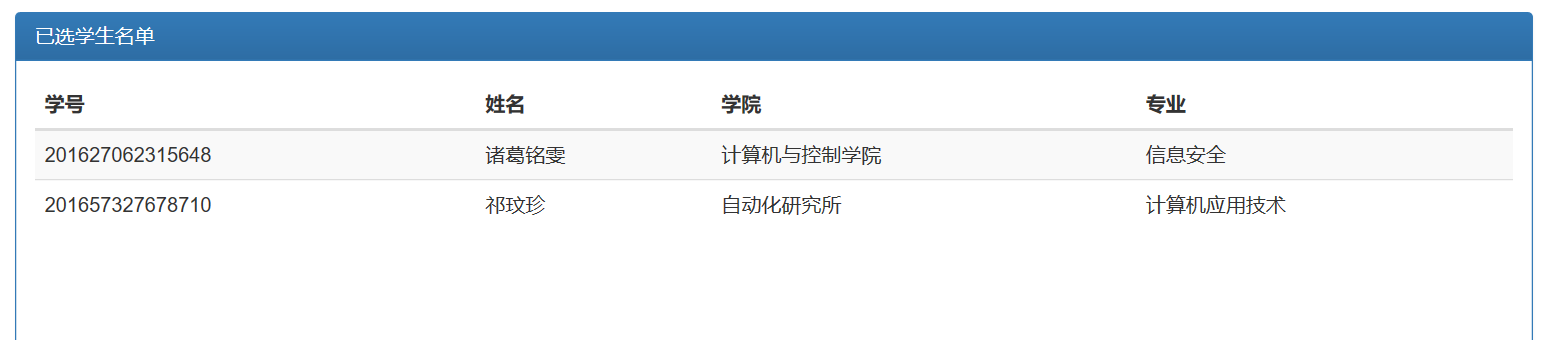 已选学生名单
学号 姓名 学院 专业
201627062315648 诸葛铭雯 计算机与控制学院 信息安全
201657327678710 祁玟珍 自动化研究所 计算机应用技术